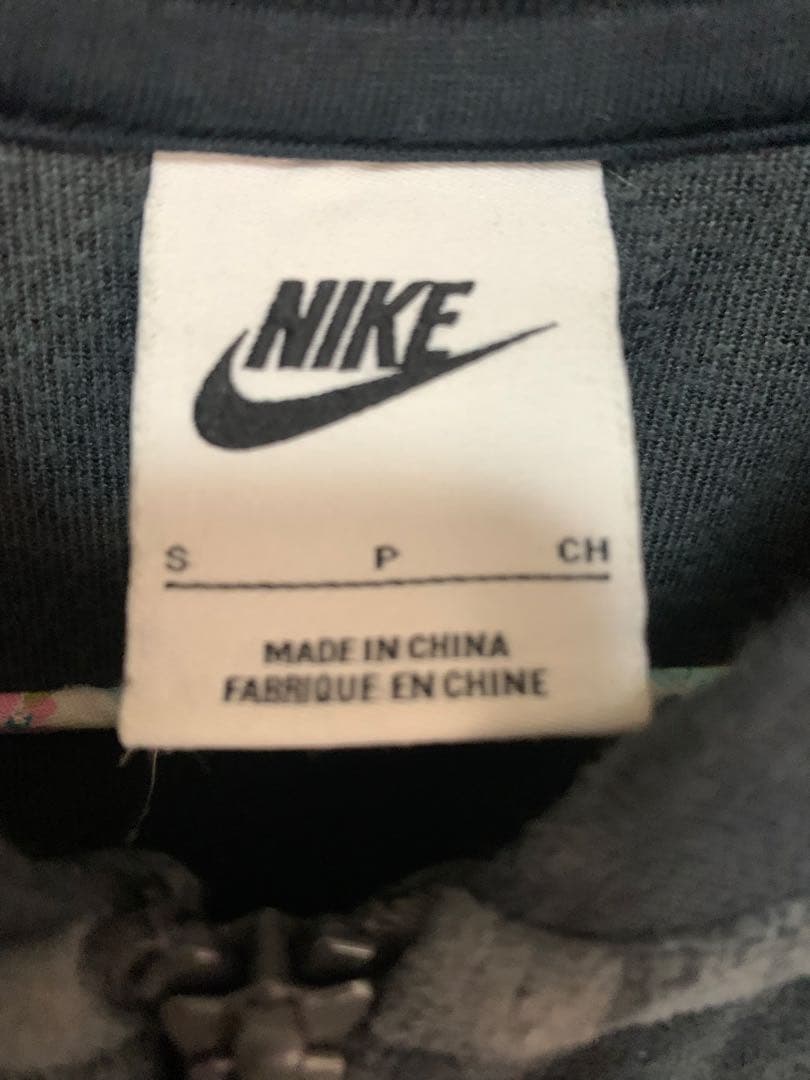 NIKE
S P CH
MADE IN CHINA
FABRIQUE EN CHINE